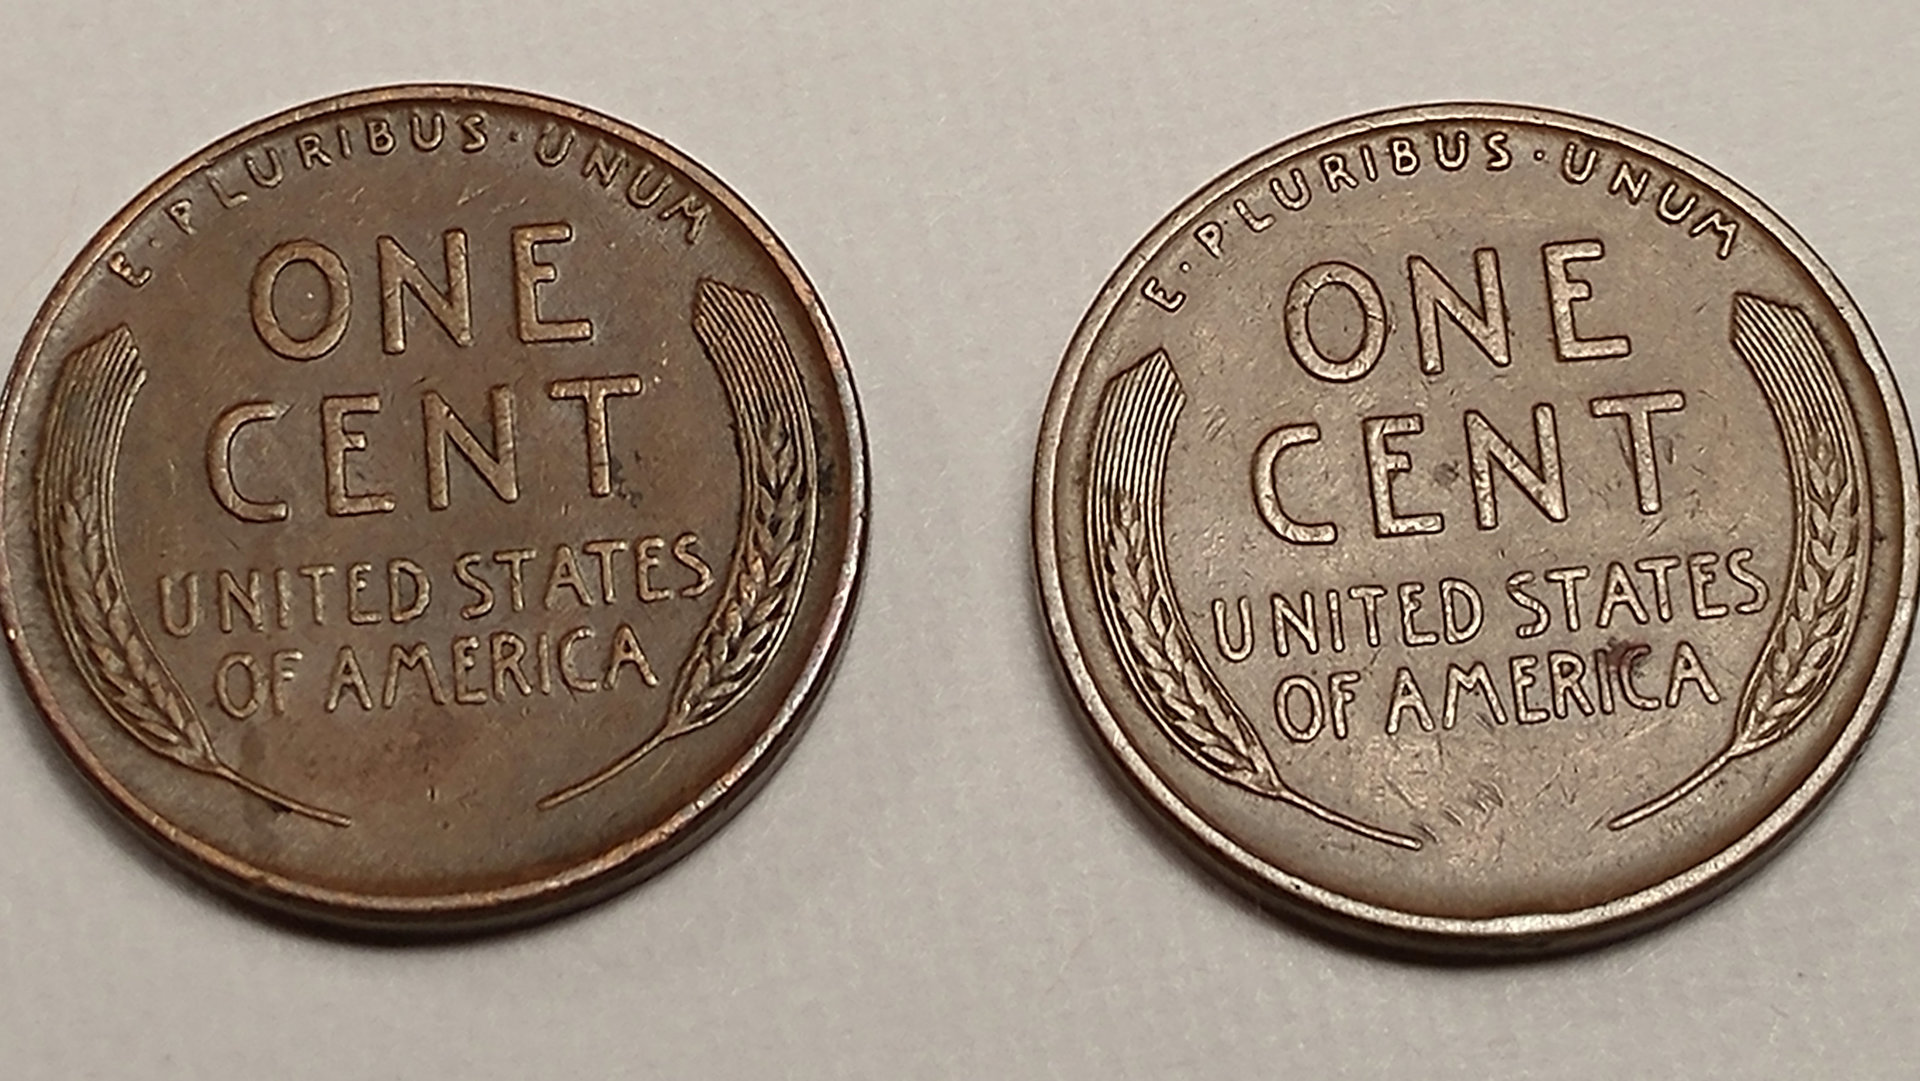 E · PLURIBUS · UNUM
ONE
CENT
UNITED STATES
OF AMERICA
E · PLURIBUS · UNUM
ONE
CENT
UNITED STATES
OF AMERICA